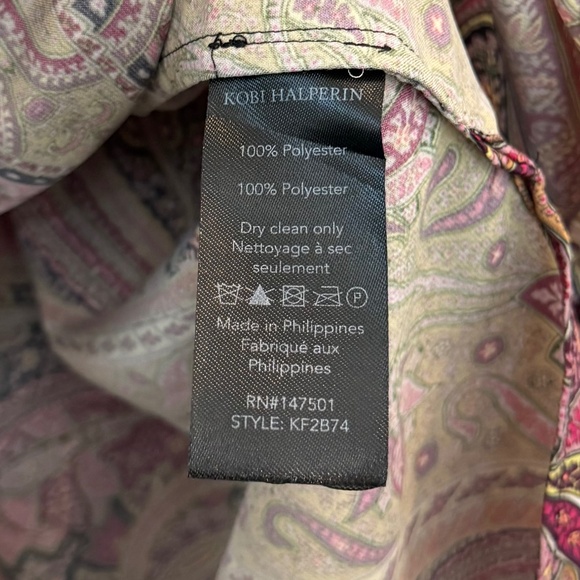 KOBI HALPERIN
100% Polyester
100% Polyester
Dry clean only
Nettoyage à sec
seulement
P
Made in Philippines
Fabriqué aux
Philippines
RN#147501
STYLE: KF2B74